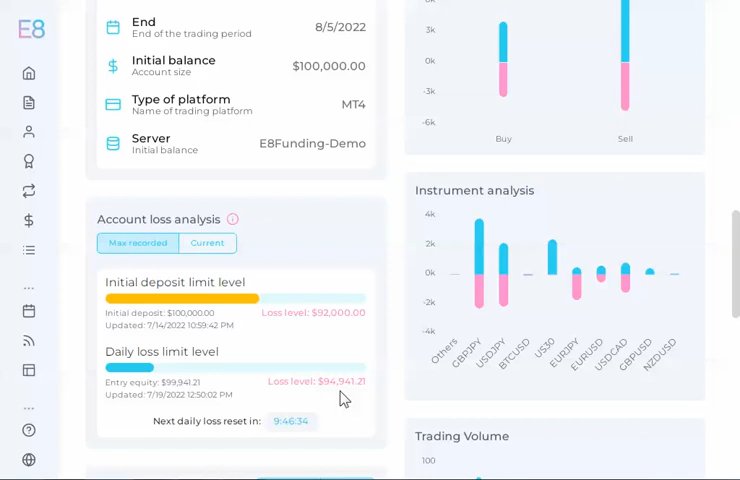 E8
End
End of the trading period
8/5/2022
Initial balance
Account size
$100,000.00
Type of platform
Name of trading platform
MT4
Server
Initial balance
E8Funding-Demo
Account loss analysis
Max recorded
Current
Initial deposit limit level
Initial deposit: $100,000.00
Loss level: $92,000.00
Updated: 7/14/2022 10:59:42 PM
Daily loss limit level
Entry equity: $99,941.21
Loss level: $94,941.21
Updated: 7/19/2022 12:50:02 PM
Next daily loss reset in: 9:46:34
3k
0k
-3k
-6k
Buy
Sell
Instrument analysis
4k
2k
0k
-2k
-4k
Others
GBPJPY
USDJPY
BTCUSD
US30
EURJPY
EURUSD
USDCAD
GBPUSD
NZDUSD
Trading Volume
100